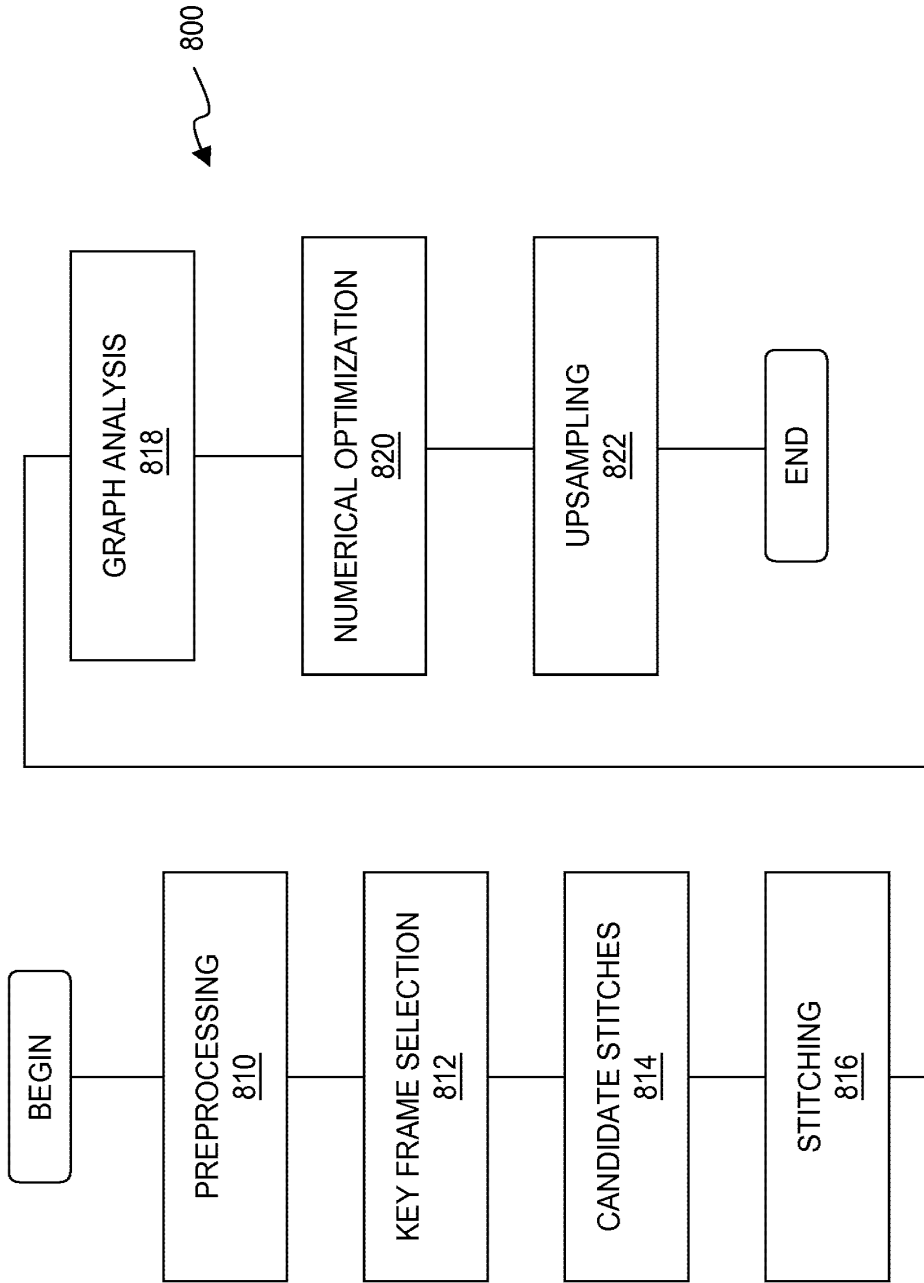 BEGIN
PREPROCESSING
810
KEY FRAME SELECTION
812
CANDIDATE STITCHES
814
STITCHING
816
GRAPH ANALYSIS
818
NUMERICAL OPTIMIZATION
820
UPSAMPLING
822
END
800